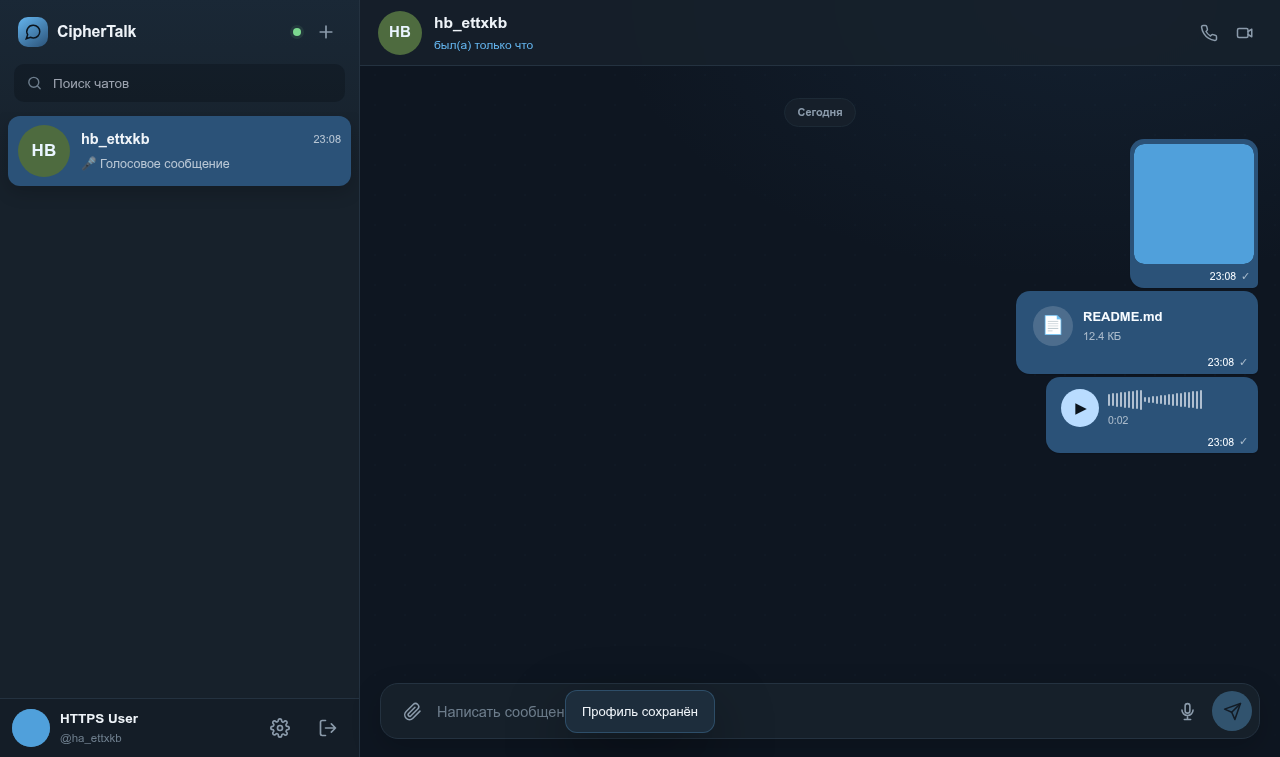 CipherTalk
Поиск чатов
HB
hb_ettxkb
23:08
🎤 Голосовое сообщение
HTTPS User
@ha_ettxkb
HB
hb_ettxkb
был(а) только что
Сегодня
23:08 ✓
README.md
12.4 КБ
23:08 ✓
0:02
23:08 ✓
Написать сообщен
Профиль сохранён